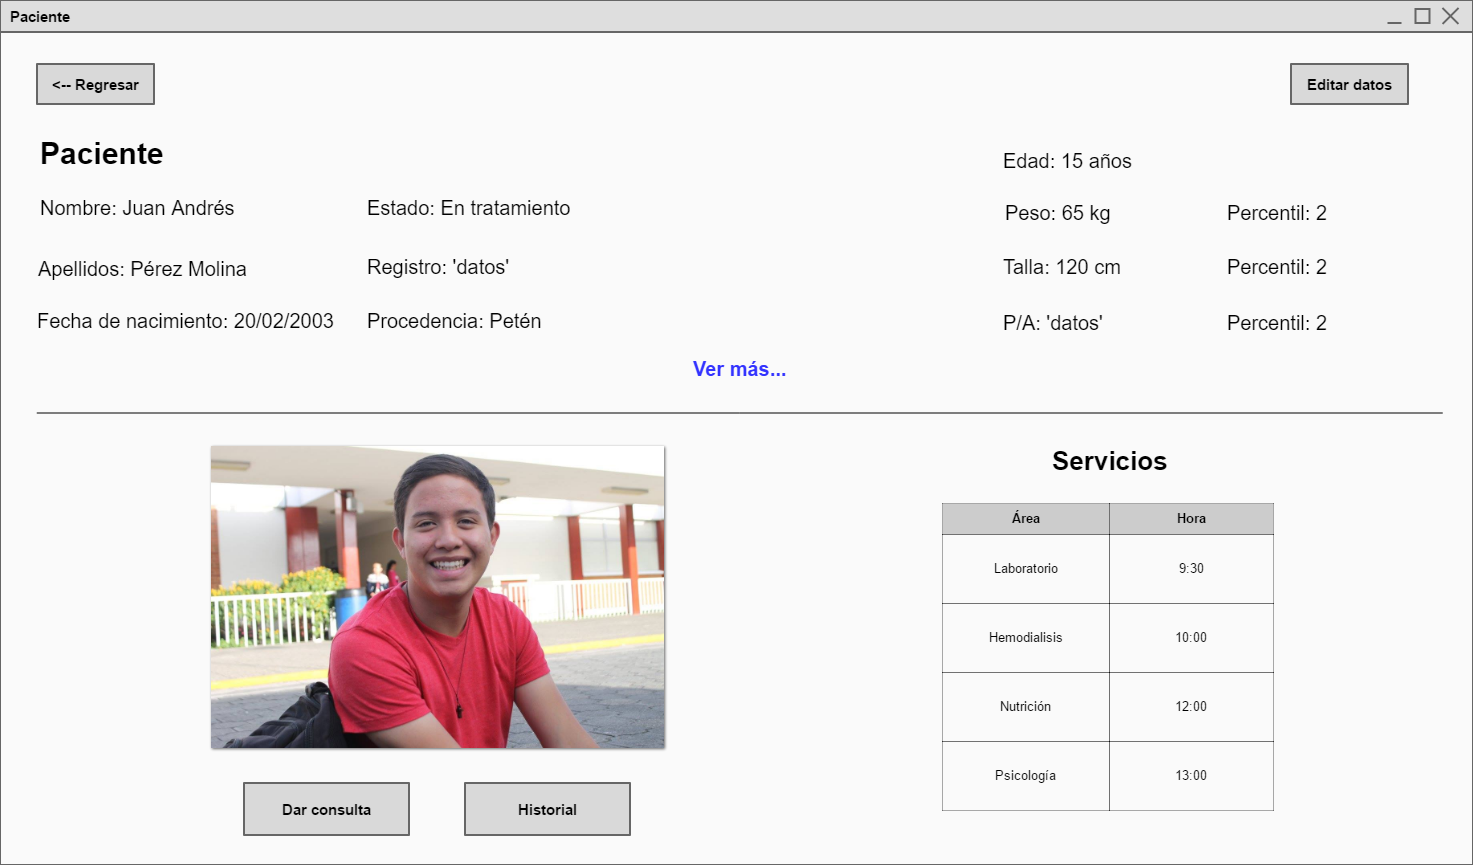 Paciente
<-- Regresar
Editar datos
Paciente
Edad: 15 años
Nombre: Juan Andrés
Estado: En tratamiento
Peso: 65 kg
Percentil: 2
Apellidos: Pérez Molina
Registro: 'datos'
Talla: 120 cm
Percentil: 2
Fecha de nacimiento: 20/02/2003
Procedencia: Petén
P/A: 'datos'
Percentil: 2
Ver más...
Servicios
Área
Hora
Laboratorio
9:30
Hemodialisis
10:00
Nutrición
12:00
Psicología
13:00
Dar consulta
Historial